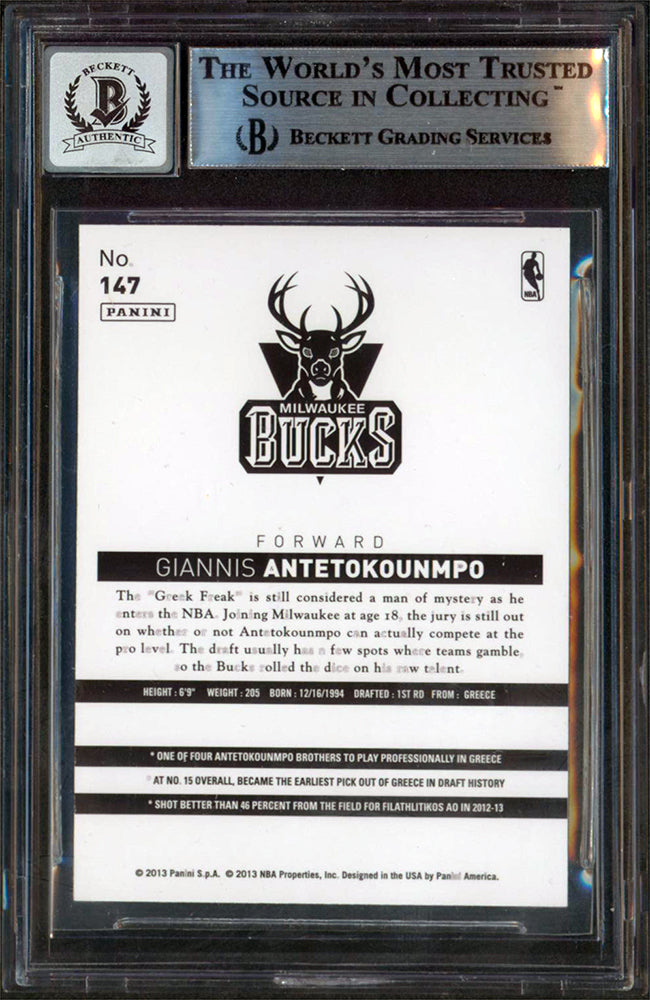 BECKETT
B
AUTHENTIC
THE WORLD'S MOST TRUSTED
SOURCE IN COLLECTING™
(B) BECKETT GRADING SERVICES
No.
147
PANINI
NBA
MILWAUKEE
BUCKS
FORWARD
GIANNIS ANTETOKOUNMPO
The "Greek Freak" is still considered a man of mystery as he
enters the NBA. Joining Milwaukee at age 18, the jury is still out
on whether or not Antetokounmpo can actually compete at the
pro level. The draft usually has a few spots where teams gamble,
so the Bucks rolled the dice on his raw talent.
HEIGHT: 6'9" WEIGHT: 205 BORN: 12/16/1994 DRAFTED: 1ST RD FROM: GREECE
* ONE OF FOUR ANTETOKOUNMPO BROTHERS TO PLAY PROFESSIONALLY IN GREECE
* AT NO. 15 OVERALL, BECAME THE EARLIEST PICK OUT OF GREECE IN DRAFT HISTORY
* SHOT BETTER THAN 46 PERCENT FROM THE FIELD FOR FILATHLITIKOS AO IN 2012-13
© 2013 Panini S.p.A. © 2013 NBA Properties, Inc. Designed in the USA by Panini America.